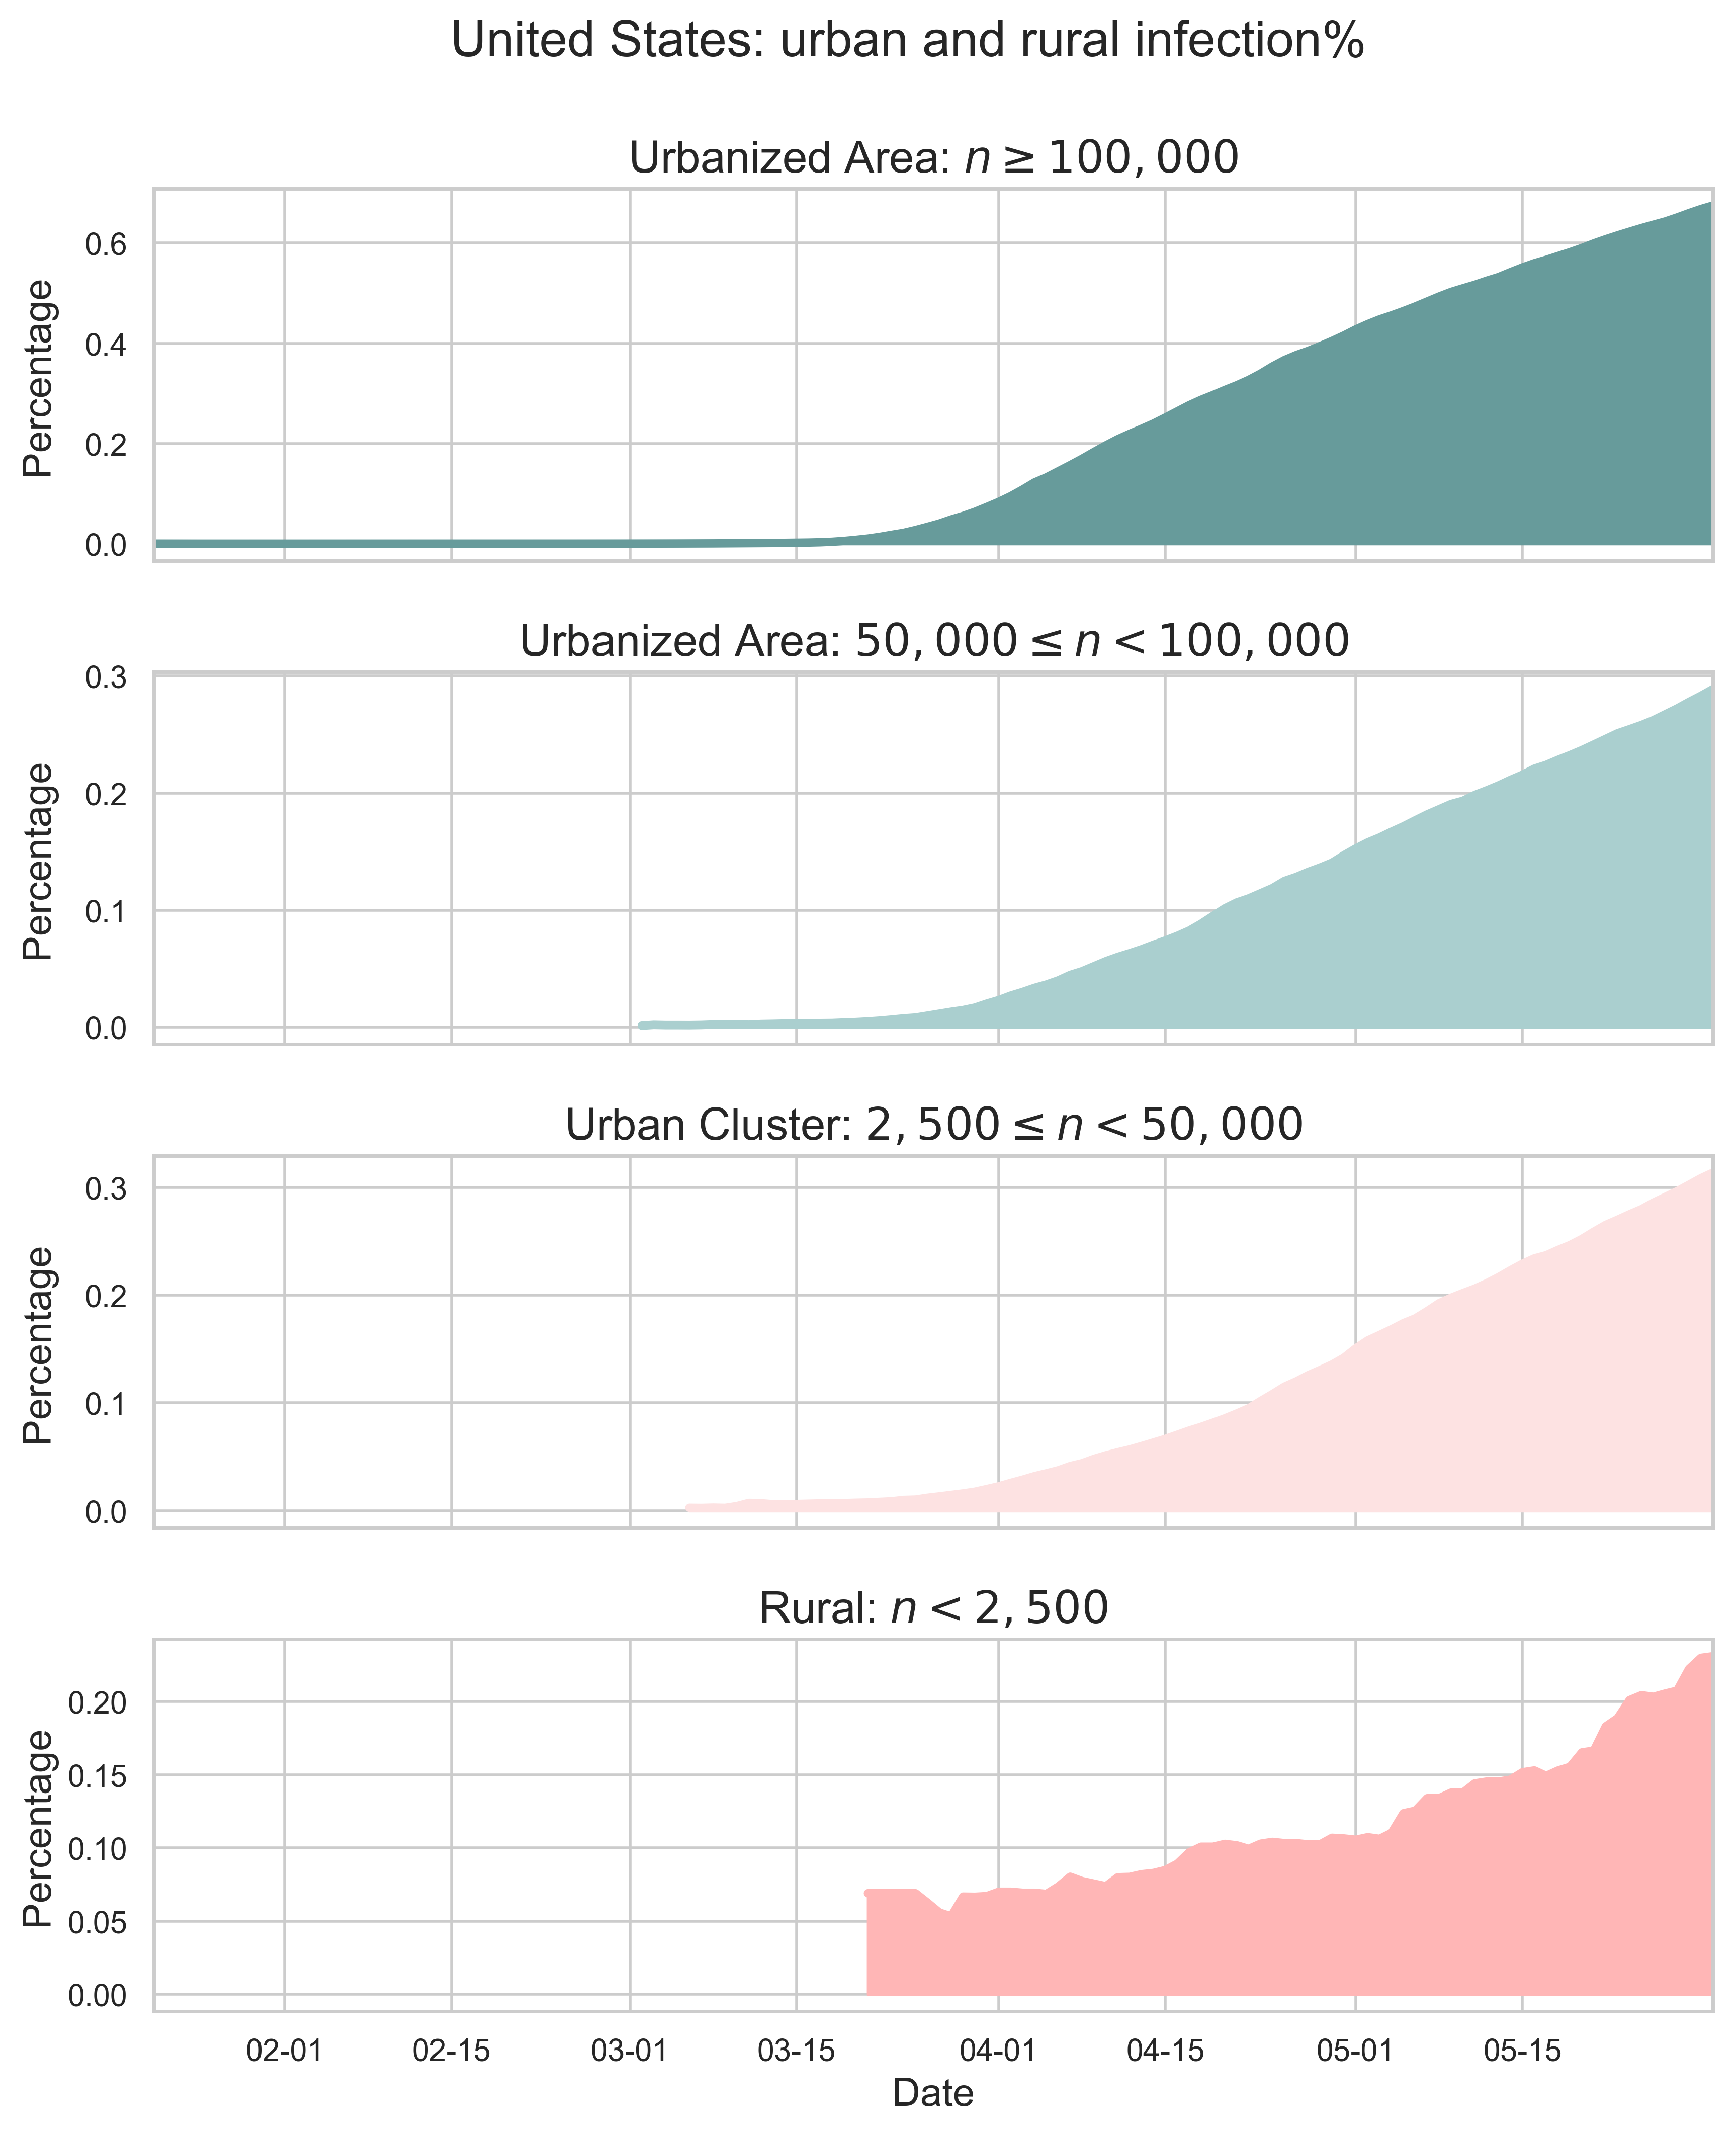 United States: urban and rural infection%
Urbanized Area: n ≥ 100,000
Percentage
0.6
0.4
0.2
0.0
Urbanized Area: 50,000 ≤ n < 100,000
Percentage
0.3
0.2
0.1
0.0
Urban Cluster: 2,500 ≤ n < 50,000
Percentage
0.3
0.2
0.1
0.0
Rural: n < 2,500
Percentage
0.20
0.15
0.10
0.05
0.00
02-01 02-15 03-01 03-15 04-01 04-15 05-01 05-15
Date